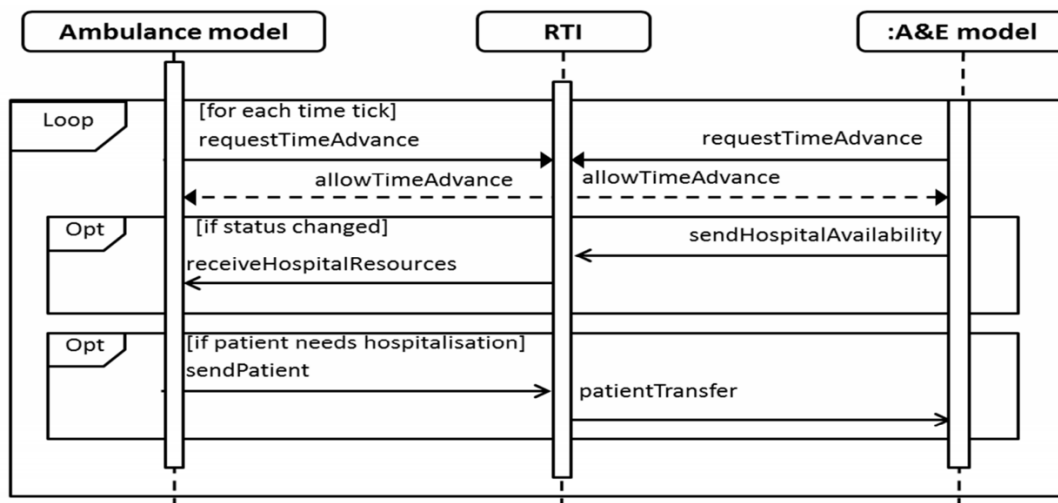 Ambulance model
RTI
:A&E model
Loop
[for each time tick]
requestTimeAdvance
requestTimeAdvance
allowTimeAdvance
allowTimeAdvance
Opt
[if status changed]
sendHospitalAvailability
receiveHospitalResources
Opt
[if patient needs hospitalisation]
sendPatient
patientTransfer